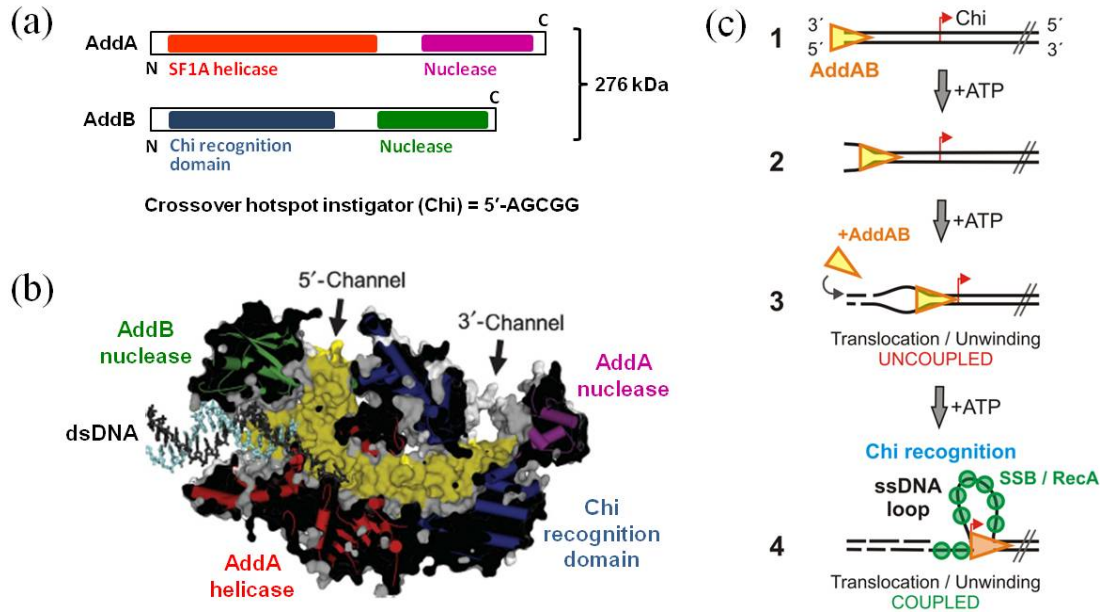 (a)
C
AddA
N
SF1A helicase
Nuclease
C
AddB
N
Chi recognition
domain
Nuclease
276 kDa
Crossover hotspot instigator (Chi) = 5′-AGCGG
(b)
5′-Channel
3′-Channel
AddB
nuclease
AddA
nuclease
dsDNA
AddA
helicase
Chi
recognition
domain
(c)
1
3′
5′
Chi
5′
3′
AddAB
+ATP
2
+ATP
+AddAB
3
Translocation / Unwinding
UNCOUPLED
+ATP
Chi recognition
ssDNA
loop
SSB / RecA
4
Translocation / Unwinding
COUPLED